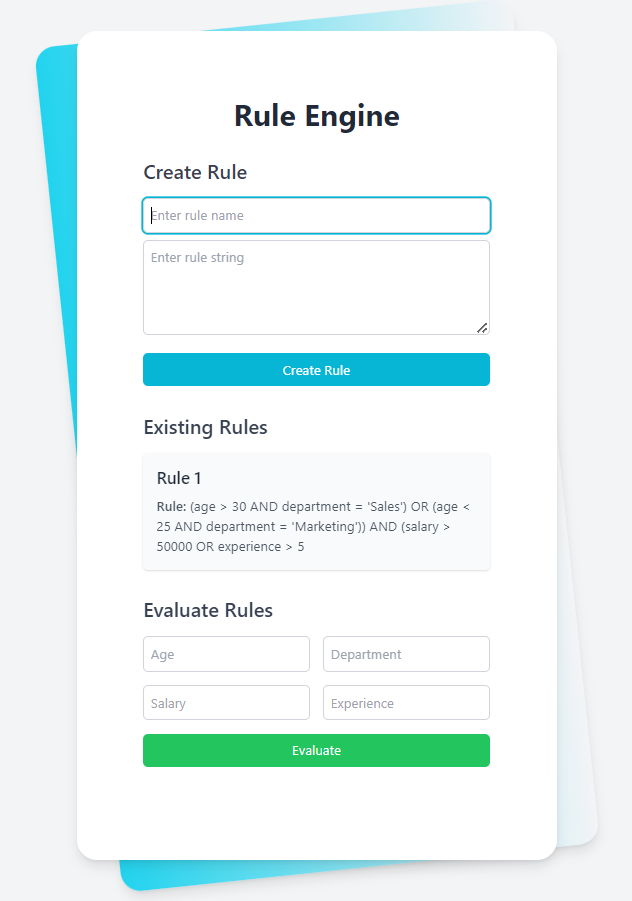 Rule Engine
Create Rule
Enter rule name
Enter rule string
Create Rule
Existing Rules
Rule 1
Rule: (age > 30 AND department = 'Sales') OR (age <
25 AND department = 'Marketing')) AND (salary >
50000 OR experience > 5
Evaluate Rules
Age
Department
Salary
Experience
Evaluate